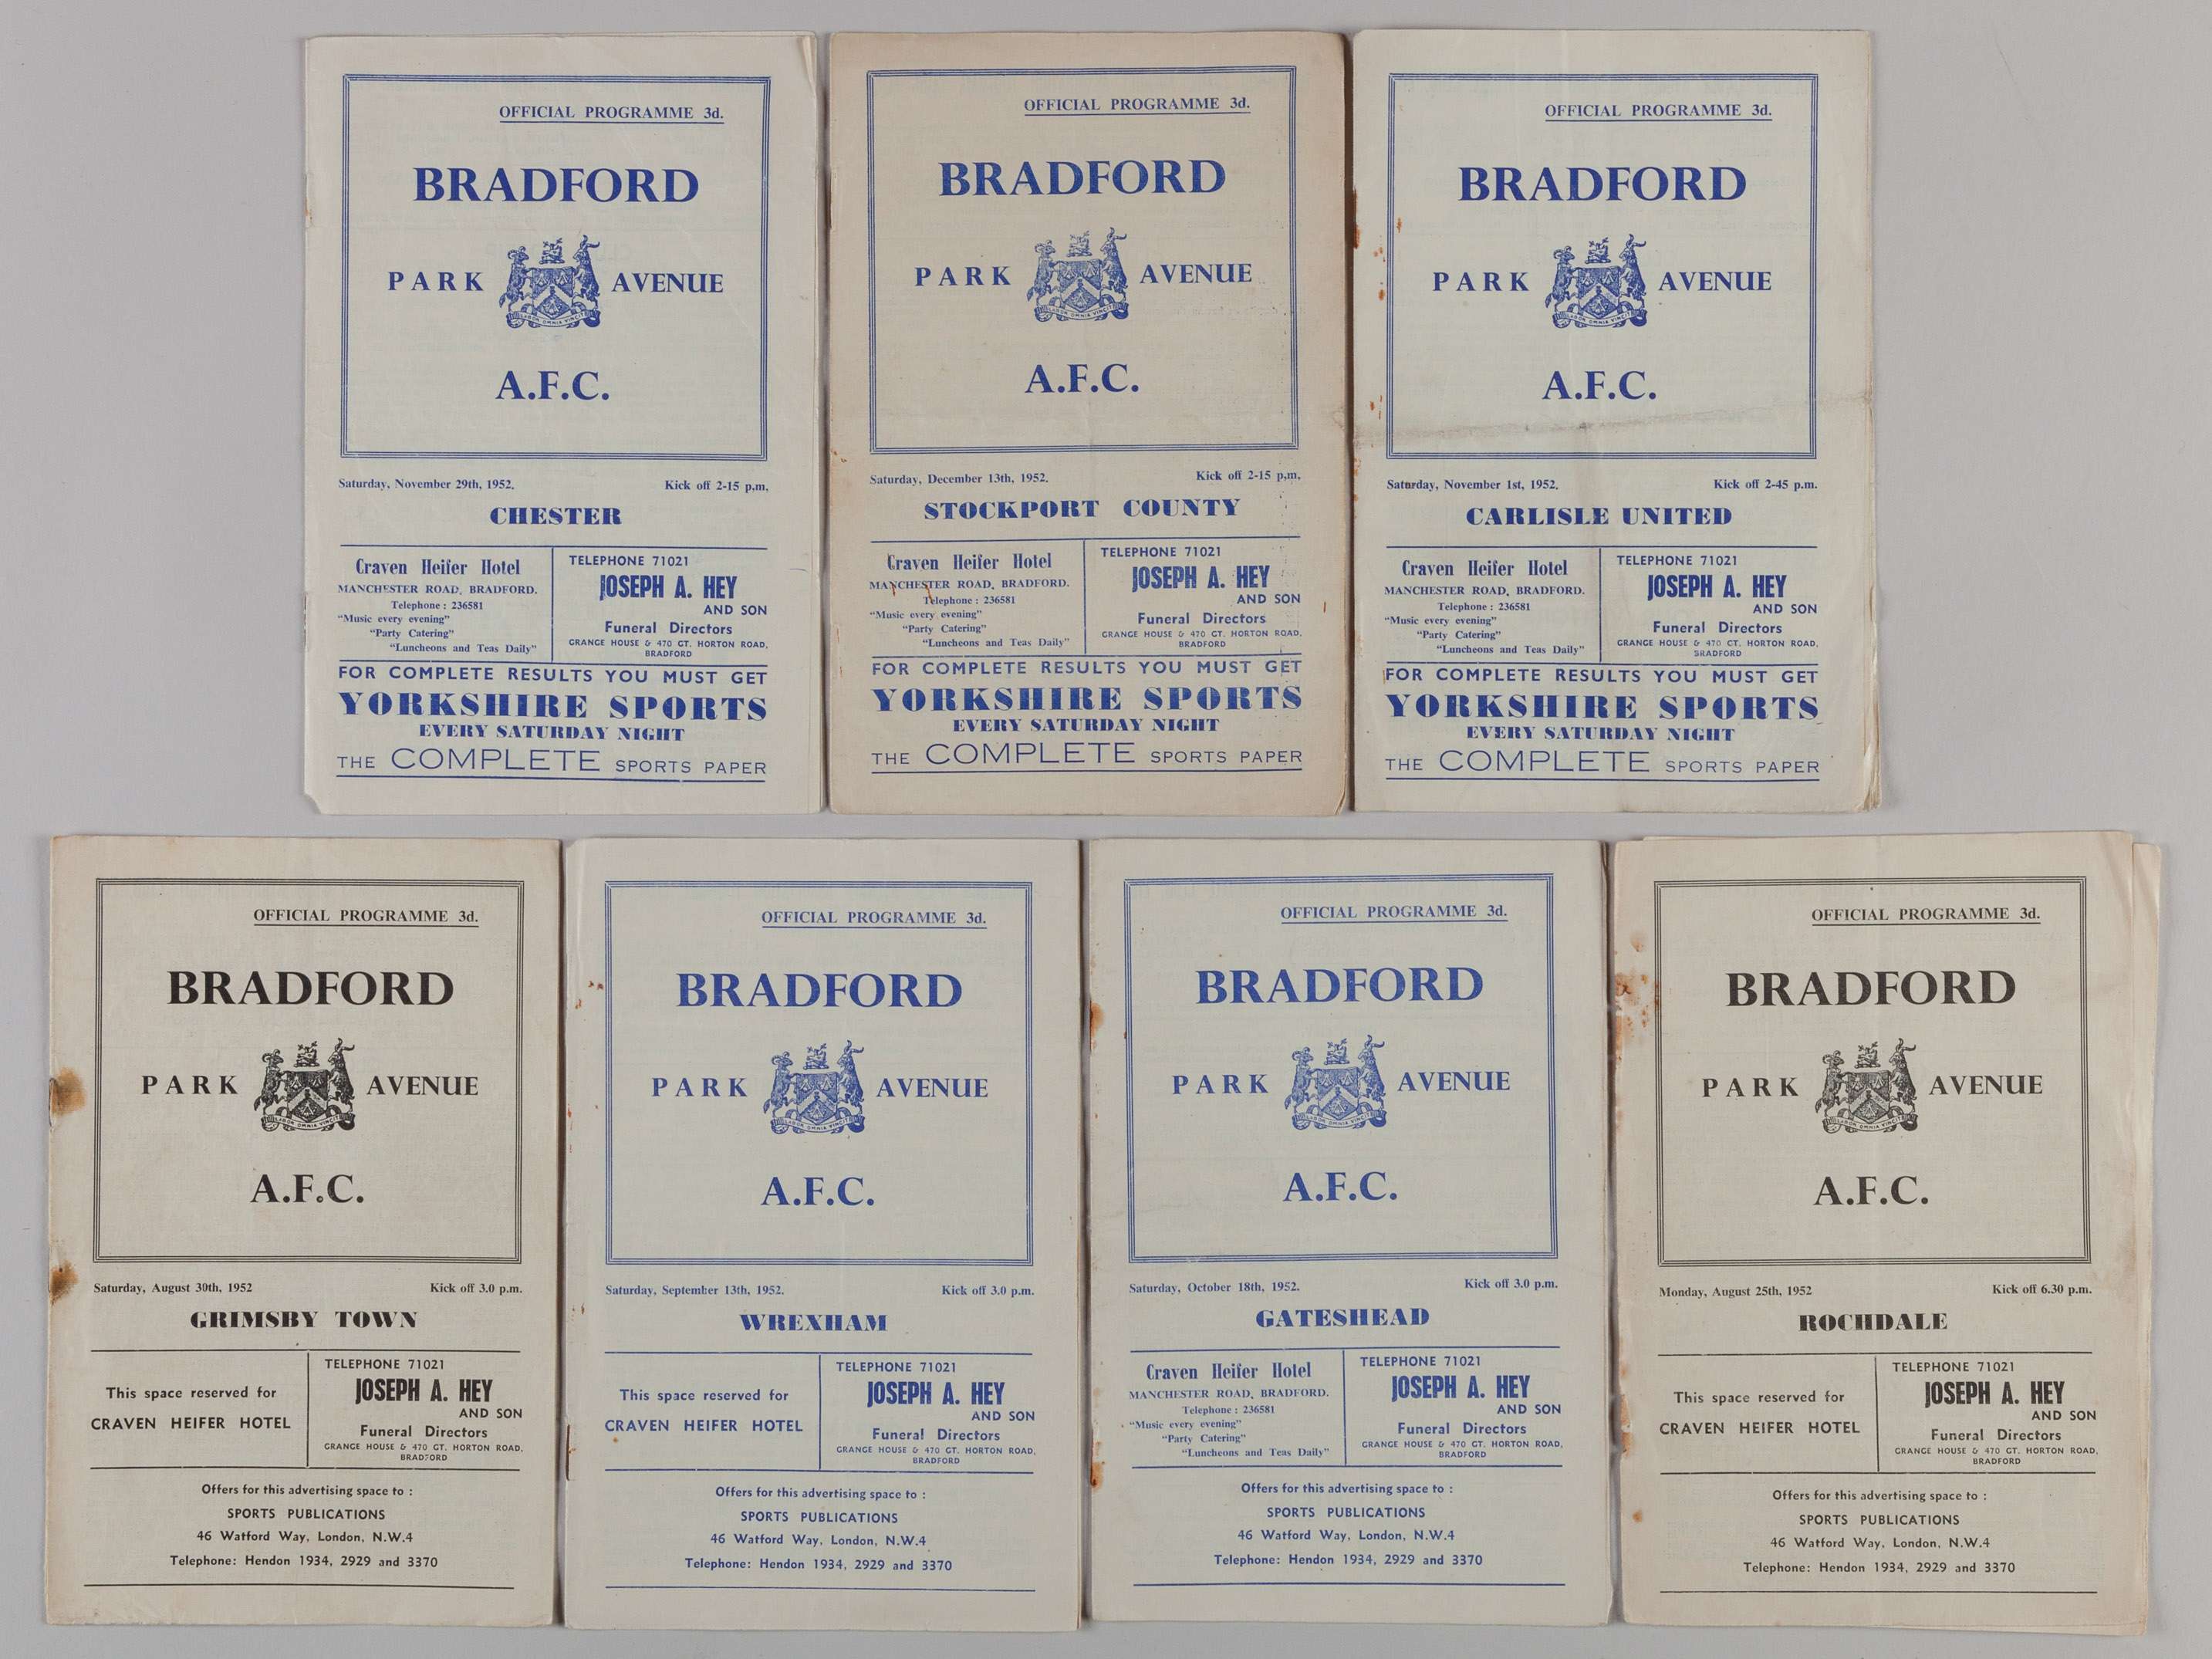 OFFICIAL PROGRAMME 3d.
BRADFORD
PARK AVENUE
LABOR OMNIA VINCIT
A.F.C.
Saturday, November 29th, 1952. Kick off 2-15 p.m.
CHESTER
Craven Heifer Hotel
MANCHESTER ROAD, BRADFORD.
Telephone : 236581
"Music every evening"
"Party Catering"
"Luncheons and Teas Daily"
TELEPHONE 71021
JOSEPH A. HEY
AND SON
Funeral Directors
GRANGE HOUSE & 470 GT. HORTON ROAD,
BRADFORD
FOR COMPLETE RESULTS YOU MUST GET
YORKSHIRE SPORTS
EVERY SATURDAY NIGHT
THE COMPLETE SPORTS PAPER
OFFICIAL PROGRAMME 3d.
BRADFORD
PARK AVENUE
LABOR OMNIA VINCIT
A.F.C.
Saturday, December 13th, 1952. Kick off 2-15 p.m.
STOCKPORT COUNTY
Craven Heifer Hotel
MANCHESTER ROAD, BRADFORD.
Telephone : 236581
"Music every evening"
"Party Catering"
"Luncheons and Teas Daily"
TELEPHONE 71021
JOSEPH A. HEY
AND SON
Funeral Directors
GRANGE HOUSE & 470 GT. HORTON ROAD,
BRADFORD
FOR COMPLETE RESULTS YOU MUST GET
YORKSHIRE SPORTS
EVERY SATURDAY NIGHT
THE COMPLETE SPORTS PAPER
OFFICIAL PROGRAMME 3d.
BRADFORD
PARK AVENUE
LABOR OMNIA VINCIT
A.F.C.
Saturday, November 1st, 1952. Kick off 2-45 p.m.
CARLISLE UNITED
Craven Heifer Hotel
MANCHESTER ROAD, BRADFORD.
Telephone : 236581
"Music every evening"
"Party Catering"
"Luncheons and Teas Daily"
TELEPHONE 71021
JOSEPH A. HEY
AND SON
Funeral Directors
GRANGE HOUSE & 470 GT. HORTON ROAD,
BRADFORD
FOR COMPLETE RESULTS YOU MUST GET
YORKSHIRE SPORTS
EVERY SATURDAY NIGHT
THE COMPLETE SPORTS PAPER
OFFICIAL PROGRAMME 3d.
BRADFORD
PARK AVENUE
LABOR OMNIA VINCIT
A.F.C.
Saturday, August 30th, 1952 Kick off 3.0 p.m.
GRIMSBY TOWN
This space reserved for
CRAVEN HEIFER HOTEL
TELEPHONE 71021
JOSEPH A. HEY
AND SON
Funeral Directors
GRANGE HOUSE & 470 GT. HORTON ROAD,
BRADFORD
Offers for this advertising space to :
SPORTS PUBLICATIONS
46 Watford Way, London, N.W.4
Telephone: Hendon 1934, 2929 and 3370
OFFICIAL PROGRAMME 3d.
BRADFORD
PARK AVENUE
LABOR OMNIA VINCIT
A.F.C.
Saturday, September 13th, 1952. Kick off 3.0 p.m.
WREXHAM
This space reserved for
CRAVEN HEIFER HOTEL
TELEPHONE 71021
JOSEPH A. HEY
AND SON
Funeral Directors
GRANGE HOUSE & 470 GT. HORTON ROAD,
BRADFORD
Offers for this advertising space to :
SPORTS PUBLICATIONS
46 Watford Way, London, N.W.4
Telephone: Hendon 1934, 2929 and 3370
OFFICIAL PROGRAMME 3d.
BRADFORD
PARK AVENUE
LABOR OMNIA VINCIT
A.F.C.
Saturday, October 18th, 1952. Kick off 3.0 p.m.
GATESHEAD
Craven Heifer Hotel
MANCHESTER ROAD, BRADFORD.
Telephone : 236581
"Music every evening"
"Party Catering"
"Luncheons and Teas Daily"
TELEPHONE 71021
JOSEPH A. HEY
AND SON
Funeral Directors
GRANGE HOUSE & 470 GT. HORTON ROAD,
BRADFORD
Offers for this advertising space to :
SPORTS PUBLICATIONS
46 Watford Way, London, N.W.4
Telephone: Hendon 1934, 2929 and 3370
OFFICIAL PROGRAMME 3d.
BRADFORD
PARK AVENUE
LABOR OMNIA VINCIT
A.F.C.
Monday, August 25th, 1952 Kick off 6.30 p.m.
ROCHDALE
This space reserved for
CRAVEN HEIFER HOTEL
TELEPHONE 71021
JOSEPH A. HEY
AND SON
Funeral Directors
GRANGE HOUSE & 470 GT. HORTON ROAD,
BRADFORD
Offers for this advertising space to :
SPORTS PUBLICATIONS
46 Watford Way, London, N.W.4
Telephone: Hendon 1934, 2929 and 3370